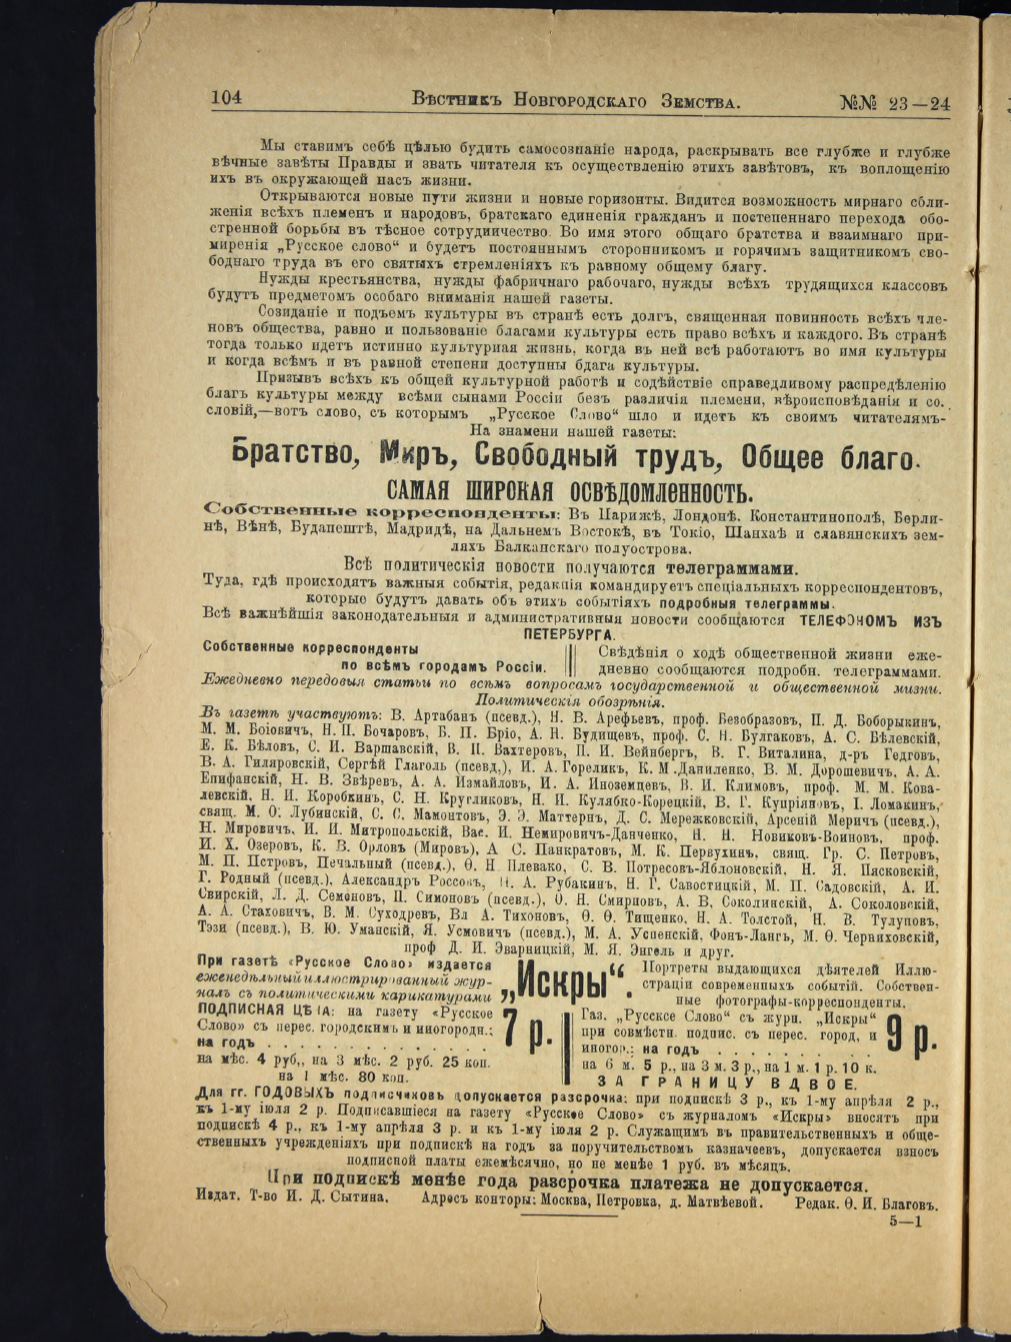 104
Вѣстникъ Новгородскаго Земства.
№№ 23—24
Мы ставимъ себѣ цѣлью будить самосознаніе народа, раскрывать все глубже и глубже
вѣчные завѣты Правды и звать читателя къ осуществленію этихъ завѣтовъ, къ воплощенію
ихъ въ окружающей насъ жизни.
Открываются новые пути жизни и новые горизонты. Видится возможность мирнаго сбли-
женія всѣхъ племенъ и народовъ, братскаго единенія гражданъ и постепеннаго перехода обо-
стренной борьбы въ тѣсное сотрудничество. Во имя этого общаго братства и взаимнаго при-
миренія „Русское слово“ и будетъ постояннымъ сторонникомъ и горячимъ защитникомъ сво-
боднаго труда въ его святыхъ стремленіяхъ къ равному общему благу.
Нужды крестьянства, нужды фабричнаго рабочаго, нужды всѣхъ трудящихся классовъ
будутъ предметомъ особаго вниманія нашей газеты.
Созиданіе и подъемъ культуры въ странѣ есть долгъ, священная повинность всѣхъ чле-
новъ общества, равно и пользованіе благами культуры есть право всѣхъ и каждого. Въ странѣ
тогда только идетъ истинно культурная жизнь, когда въ ней всѣ работаютъ во имя культуры
и когда всѣмъ и въ равной степени доступны бдага культуры.
Призывъ всѣхъ къ общей культурной работѣ и содѣйствіе справедливому распредѣленію
благъ культуры между всѣми сынами Россіи безъ различія племени, вѣроисповѣданія и со.
словій,—вотъ слово, съ которымъ „Русское Слово“ шло и идетъ къ своимъ читателямъ-
На знамени нашей газеты:
Братство, Миръ, Свободный трудъ, Общее благо.
САМАЯ ШИРОКАЯ ОСВѢДОМЛЕННОСТЬ.
Собственные корреспонденты: Въ Парижѣ, Лондонѣ. Константинополѣ, Берли-
нѣ, Вѣнѣ, Будапештѣ, Мадридѣ, на Дальнемъ Востокѣ, въ Токіо, Шанхаѣ и славянскихъ зем-
ляхъ Балканскаго полуострова.
Всѣ политическія новости получаются телеграммами.
Туда, гдѣ происходятъ важныя событія, редакція командируетъ спеціальныхъ корреспондентовъ,
которые будутъ давать объ этихъ событіяхъ подробныя телеграммы.
Всѣ важнѣйшія законодательныя и административныя новости сообщаются ТЕЛЕФОНОМЪ ИЗЪ
ПЕТЕРБУРГА.
Собственные корреспонденты
по всѣмъ городамъ Россіи.
Свѣдѣнія о ходѣ общественной жизни еже-
дневно сообщаются подробн. телеграммами.
Ежедневно передовыя статьи по всѣмъ вопросамъ государственной и общественной жизни.
Политическія обозрѣнія.
Въ газетѣ участвуютъ: В. Артабанъ (псевд.), Н. В. Арефьевъ, проф. Безобразовъ, П. Д. Боборыкинъ,
М. М. Боіовичъ, Н. П. Бочаровъ, Б. П. Бріо, А. Н. Будищевъ, проф. С. Н. Булгаковъ, А. С. Бѣлевскій,
Е. К. Бѣловъ, С. И. Варшавскій, В. П. Вахтеровъ, П. И. Вейнбергъ, В. Г. Виталина, д-ръ Гедговъ,
В. А. Гиляровскій, Сергѣй Глаголь (псевд,), И. А. Гореликъ, К. М .Даниленко, В. М. Дорошевичъ, А. А.
Епифанскій, Н. В. Звѣревъ, А. А. Измайловъ, И. А. Иноземцевъ, В. И. Климовъ, проф. М. М. Кова-
левскій, Н. И. Коробкинъ, С. Н. Кругликовъ, Н. И. Кулябко-Корецкій, В. Г. Купріяновъ, І. Ломакинъ,
свящ. М. О. Лубинскій, С. С. Мамонтовъ, Э. Э. Маттернъ, Д. С. Мережковскій, Арсеній Меричъ (псевд.),
Н. Мировичъ, И. И. Митропольскій, Вас. И. Немировичъ-Данченко, И. И. Новиковъ-Воиновъ, проф.
И. Х. Озеровъ, К. В. Орловъ (Мировъ), А С. Панкратовъ, М. К. Первухинъ, свящ. Гр. С. Петровъ,
М. П. Петровъ, Печальный (псевд.), Ѳ. Н Плевако, С. В. Потресовъ-Яблоновскій, Н. Я. Пясковскій,
Г. Родный (псевд.), Александръ Россовъ, Н. А. Рубакинъ, Н. Г. Савостицкій, М. П. Садовскій, А. И.
Свирскій, Л. Д. Семеновъ, П. Симоновъ (псевд.), О. Н. Смирновъ, А. В. Соколинскій, А. Соколовскій,
А. А. Стаховичъ, В. М. Суходревъ, Вл А. Тихоновъ, Ѳ. Ѳ. Тищенко, Н. А. Толстой, Н. В. Тулуповъ,
Тэзи (псевд.), В. Ю. Уманскій, Я. Усмовичъ (псевд.), М. А. Успенскій, Фонъ-Лангъ, М. Ѳ. Черниховскій,
проф Д. И. Эварницкій, М. Я. Энгель и друг.
При газетѣ «Русское Слово» издается
еженедѣльный иллюстрированный жур-
налъ съ политическими карикатурами
„Искры“.
Портреты выдающихся дѣятелей Иллю-
страціи современныхъ событій. Собствен-
ные фотографы-корреспонденты.
ПОДПИСНАЯ ЦѢНА: на газету «Русское
Слово» съ перес. городскимъ и иногородн.:
на годъ . . . . . . . . . . . .
7 р.
на мѣс. 4 руб,, на 3 мѣс. 2 руб. 25 коп.
на 1 мѣс. 80 коп.
Газ. „Русское Слово“ съ журн. „Искры“
при совмѣстн. подпис. съ перес. город, и
иногор.: на годъ . . . . . . . . .
9 р.
на 6 м. 5 р., на 3 м. 3 р., на 1 м. 1 р. 10 к.
ЗА ГРАНИЦУ ВДВОЕ.
Для гг. ГОДОВЫХЪ подписчиковъ допускается разсрочка: при подпискѣ 3 р., къ 1-му апрѣля 2 р.,
къ 1-му іюля 2 р. Подписавшіеся на газету «Русское Слово» съ журналомъ «Искры» вносятъ при
подпискѣ 4 р., къ 1-му апрѣля 3 р. и къ 1-му іюля 2 р. Служащимъ въ правительственныхъ и обще-
ственныхъ учрежденіяхъ при подпискѣ на годъ за поручительствомъ казначеевъ, допускается взносъ
подписной платы ежемѣсячно, но не менѣе 1 руб. въ мѣсяцъ.
При подпискѣ менѣе года разсрочка платежа не допускается.
Издат. Т-во И. Д. Сытина.
Адресъ конторы: Москва, Петровка, д. Матвѣевой.
Редак. Ѳ. И. Благовъ.
5—1